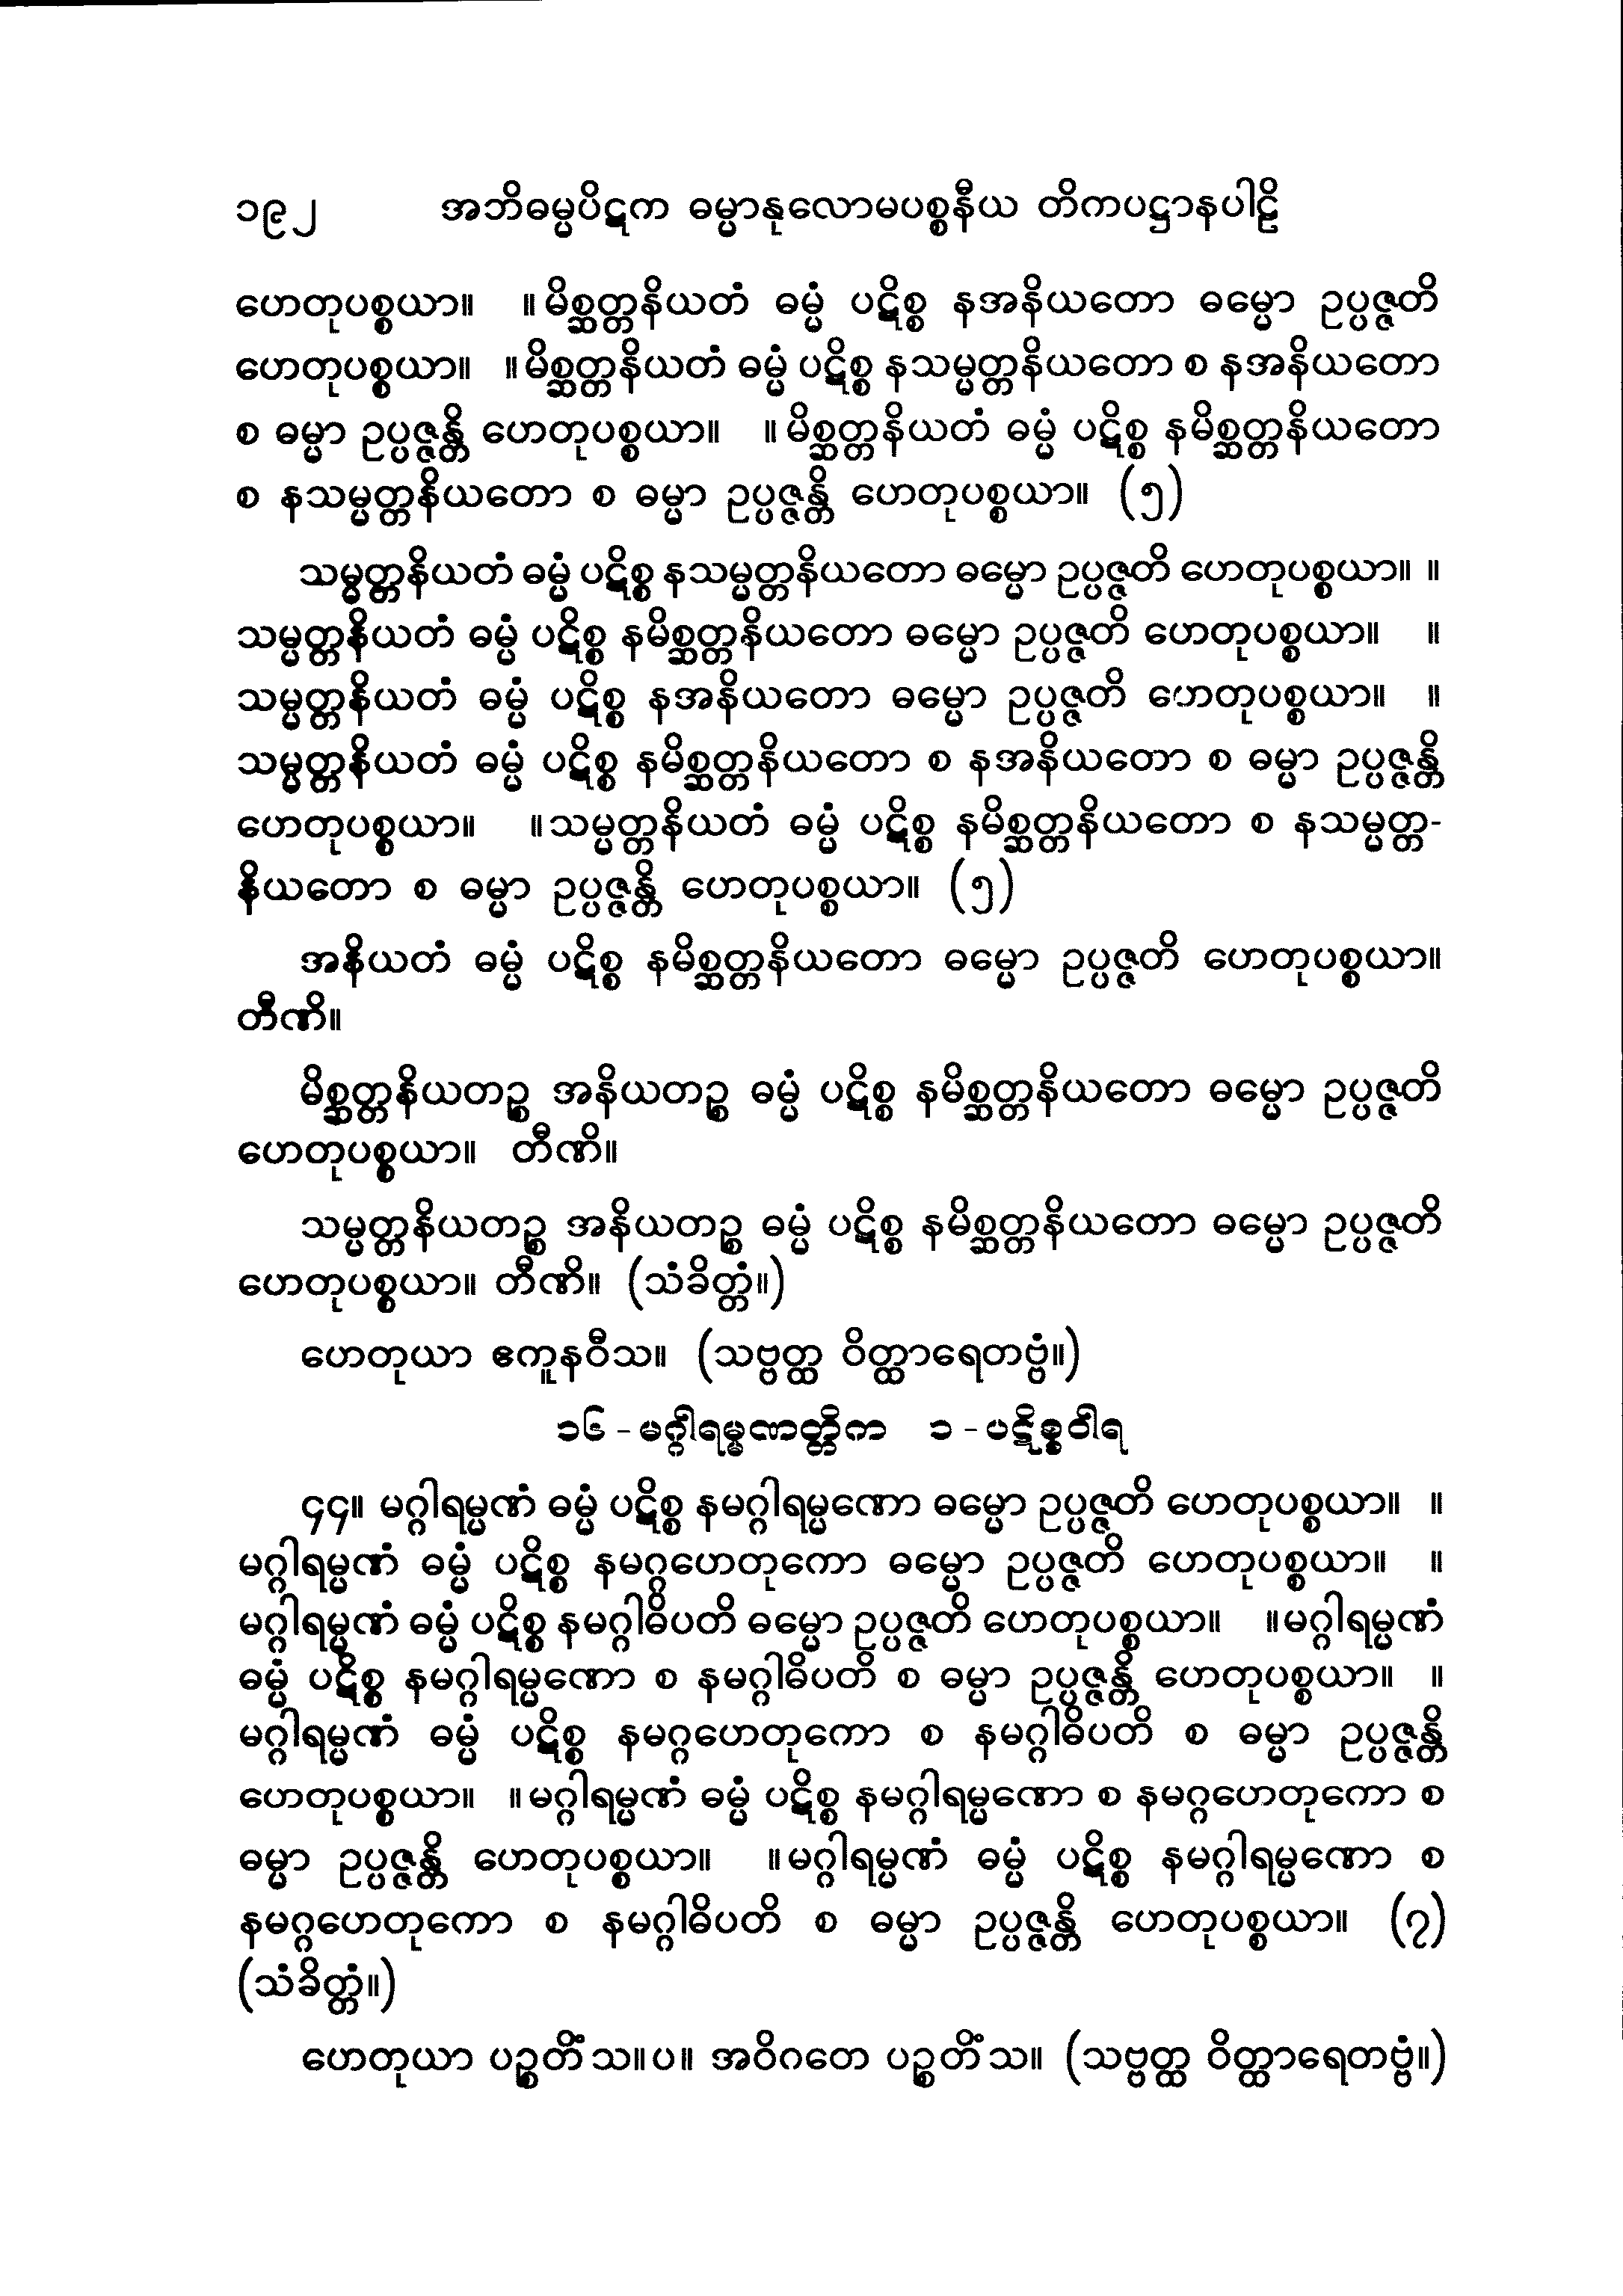 ၁၉၂ အဘိဓမ္မပိဋက ဓမ္မာနုလောမပစ္စနီယ တိကပဋ္ဌာနပါဠိ
ဟေတုပစ္စယာ။ ။မိစ္ဆတ္တနိယတံ ဓမ္မံ ပဋိစ္စ နအနိယတော ဓမ္မော ဥပ္ပဇ္ဇတိ
ဟေတုပစ္စယာ။ ။မိစ္ဆတ္တနိယတံ ဓမ္မံ ပဋိစ္စ နသမ္မတ္တနိယတော စ နအနိယတော
စ ဓမ္မာ ဥပ္ပဇ္ဇန္တိ ဟေတုပစ္စယာ။ ။မိစ္ဆတ္တနိယတံ ဓမ္မံ ပဋိစ္စ နမိစ္ဆတ္တနိယတော
စ နသမ္မတ္တနိယတော စ ဓမ္မာ ဥပ္ပဇ္ဇန္တိ ဟေတုပစ္စယာ။ (၅)
သမ္မတ္တနိယတံ ဓမ္မံ ပဋိစ္စ နသမ္မတ္တနိယတော ဓမ္မော ဥပ္ပဇ္ဇတိ ဟေတုပစ္စယာ။ ။
သမ္မတ္တနိယတံ ဓမ္မံ ပဋိစ္စ နမိစ္ဆတ္တနိယတော ဓမ္မော ဥပ္ပဇ္ဇတိ ဟေတုပစ္စယာ။ ။
သမ္မတ္တနိယတံ ဓမ္မံ ပဋိစ္စ နအနိယတော ဓမ္မော ဥပ္ပဇ္ဇတိ ဟေတုပစ္စယာ။ ။
သမ္မတ္တနိယတံ ဓမ္မံ ပဋိစ္စ နမိစ္ဆတ္တနိယတော စ နအနိယတော စ ဓမ္မာ ဥပ္ပဇ္ဇန္တိ
ဟေတုပစ္စယာ။ ။သမ္မတ္တနိယတံ ဓမ္မံ ပဋိစ္စ နမိစ္ဆတ္တနိယတော စ နသမ္မတ္တ-
နိယတော စ ဓမ္မာ ဥပ္ပဇ္ဇန္တိ ဟေတုပစ္စယာ။ (၅)
အနိယတံ ဓမ္မံ ပဋိစ္စ နမိစ္ဆတ္တနိယတော ဓမ္မော ဥပ္ပဇ္ဇတိ ဟေတုပစ္စယာ။
တီဏိ။
မိစ္ဆတ္တနိယတဉ္စ အနိယတဉ္စ ဓမ္မံ ပဋိစ္စ နမိစ္ဆတ္တနိယတော ဓမ္မော ဥပ္ပဇ္ဇတိ
ဟေတုပစ္စယာ။ တီဏိ။
သမ္မတ္တနိယတဉ္စ အနိယတဉ္စ ဓမ္မံ ပဋိစ္စ နမိစ္ဆတ္တနိယတော ဓမ္မော ဥပ္ပဇ္ဇတိ
ဟေတုပစ္စယာ။ တီဏိ။ (သံခိတ္တံ။)
ဟေတုယာ ဧကူနဝီသ။ (သဗ္ဗတ္ထ ဝိတ္ထာရေတဗ္ဗံ။)
၁၆ - မဂ္ဂါရမ္မဏတ္တိက ၁ - ပဋိစ္စဝါရ
၄၄။ မဂ္ဂါရမ္မဏံ ဓမ္မံ ပဋိစ္စ နမဂ္ဂါရမ္မဏော ဓမ္မော ဥပ္ပဇ္ဇတိ ဟေတုပစ္စယာ။ ။
မဂ္ဂါရမ္မဏံ ဓမ္မံ ပဋိစ္စ နမဂ္ဂဟေတုကော ဓမ္မော ဥပ္ပဇ္ဇတိ ဟေတုပစ္စယာ။ ။
မဂ္ဂါရမ္မဏံ ဓမ္မံ ပဋိစ္စ နမဂ္ဂါဓိပတိ ဓမ္မော ဥပ္ပဇ္ဇတိ ဟေတုပစ္စယာ။ ။မဂ္ဂါရမ္မဏံ
ဓမ္မံ ပဋိစ္စ နမဂ္ဂါရမ္မဏော စ နမဂ္ဂါဓိပတိ စ ဓမ္မာ ဥပ္ပဇ္ဇန္တိ ဟေတုပစ္စယာ။ ။
မဂ္ဂါရမ္မဏံ ဓမ္မံ ပဋိစ္စ နမဂ္ဂဟေတုကော စ နမဂ္ဂါဓိပတိ စ ဓမ္မာ ဥပ္ပဇ္ဇန္တိ
ဟေတုပစ္စယာ။ ။မဂ္ဂါရမ္မဏံ ဓမ္မံ ပဋိစ္စ နမဂ္ဂါရမ္မဏော စ နမဂ္ဂဟေတုကော စ
ဓမ္မာ ဥပ္ပဇ္ဇန္တိ ဟေတုပစ္စယာ။ ။မဂ္ဂါရမ္မဏံ ဓမ္မံ ပဋိစ္စ နမဂ္ဂါရမ္မဏော စ
နမဂ္ဂဟေတုကော စ နမဂ္ဂါဓိပတိ စ ဓမ္မာ ဥပ္ပဇ္ဇန္တိ ဟေတုပစ္စယာ။ (၇)
(သံခိတ္တံ။)
ဟေတုယာ ပဉ္စတိံသ။ပ။ အဝိဂတေ ပဉ္စတိံသ။ (သဗ္ဗတ္ထ ဝိတ္ထာရေတဗ္ဗံ။)